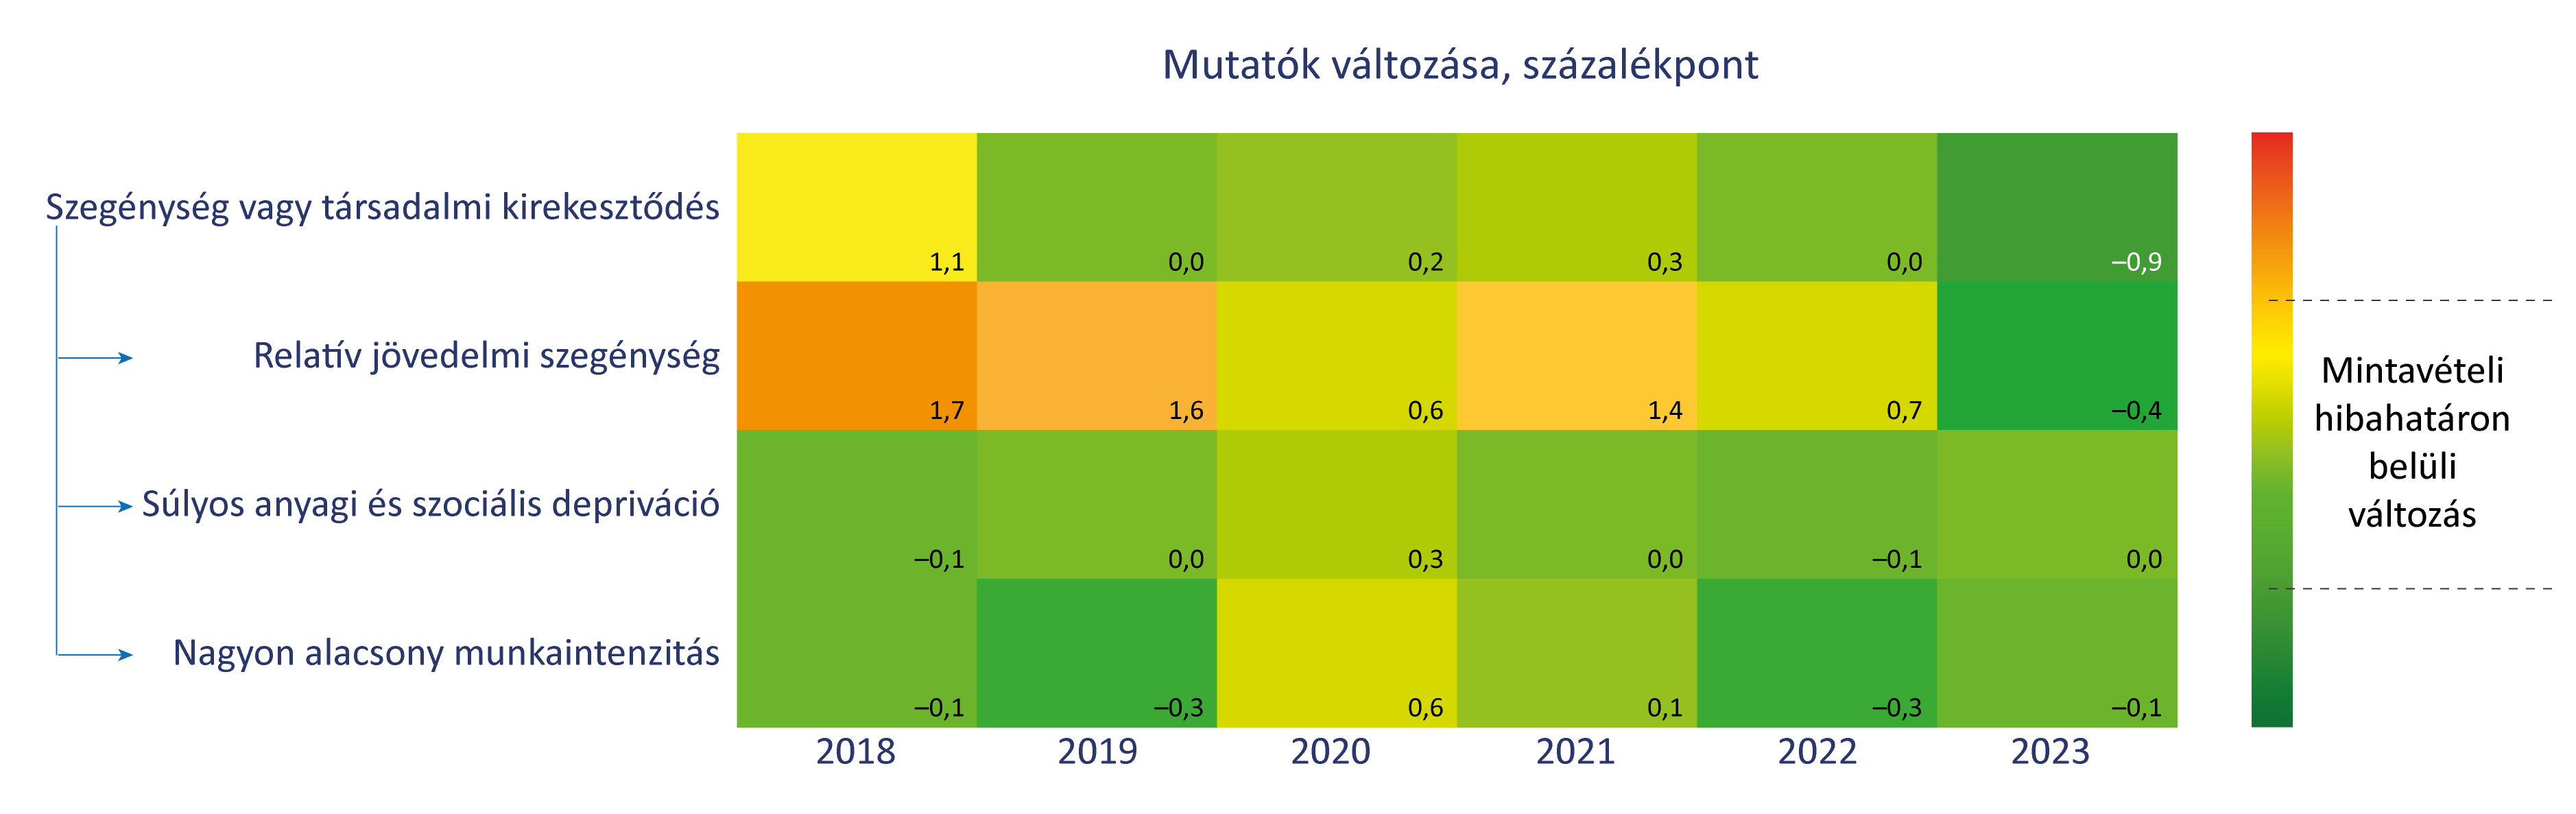 Mutatók változása, százalékpont
Szegénység vagy társadalmi kirekesztődés
1,1 0,0 0,2 0,3 0,0 –0,9
Relatív jövedelmi szegénység
1,7 1,6 0,6 1,4 0,7 –0,4
Súlyos anyagi és szociális depriváció
–0,1 0,0 0,3 0,0 –0,1 0,0
Nagyon alacsony munkaintenzitás
–0,1 –0,3 0,6 0,1 –0,3 –0,1
2018 2019 2020 2021 2022 2023
Mintavételi
hibahatáron
belüli
változás